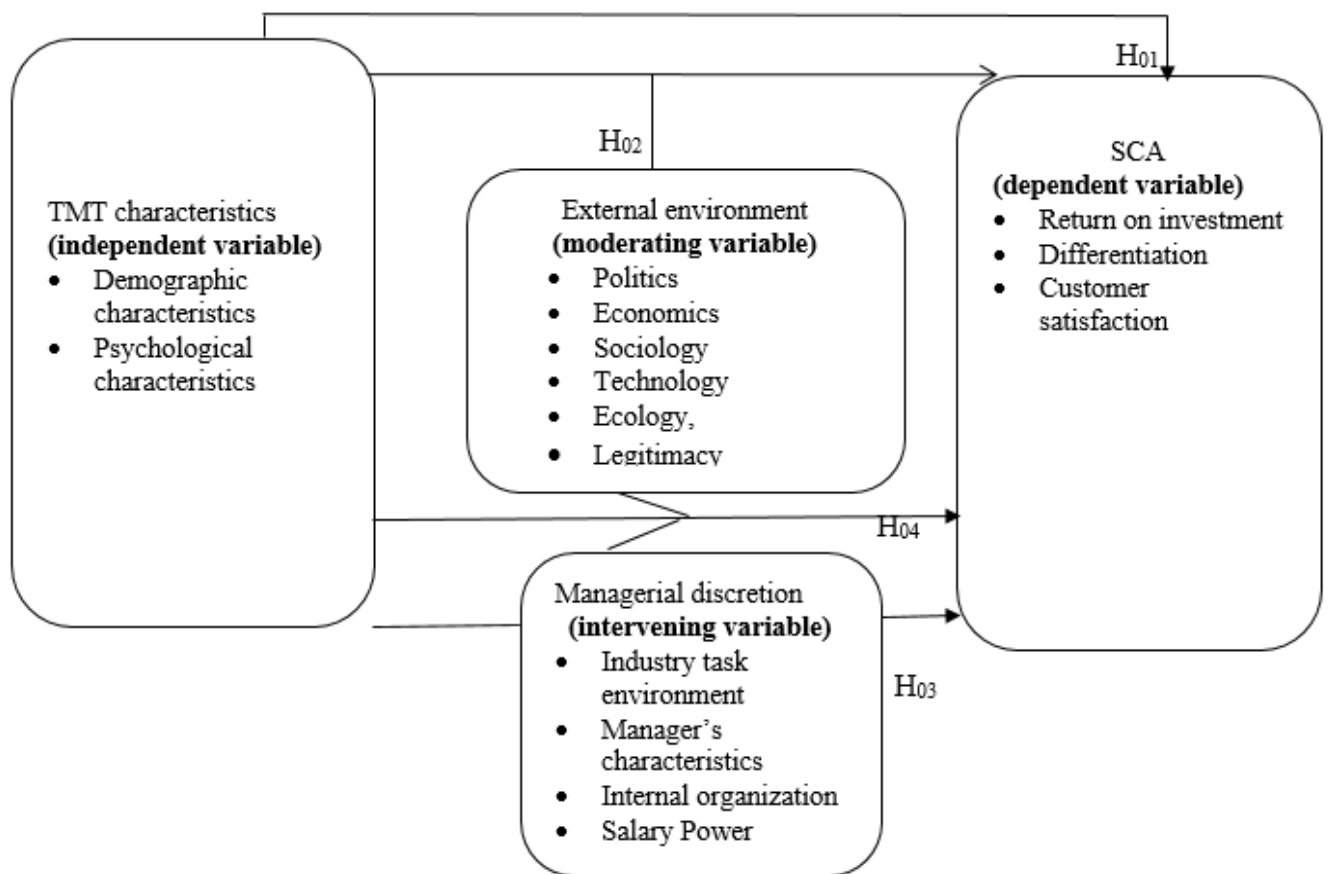 H01
H02
TMT characteristics
(independent variable)
• Demographic
characteristics
• Psychological
characteristics
External environment
(moderating variable)
• Politics
• Economics
• Sociology
• Technology
• Ecology,
• Legitimacy
SCA
(dependent variable)
• Return on investment
• Differentiation
• Customer
satisfaction
H04
Managerial discretion
(intervening variable)
• Industry task
environment
• Manager’s
characteristics
• Internal organization
• Salary Power
H03